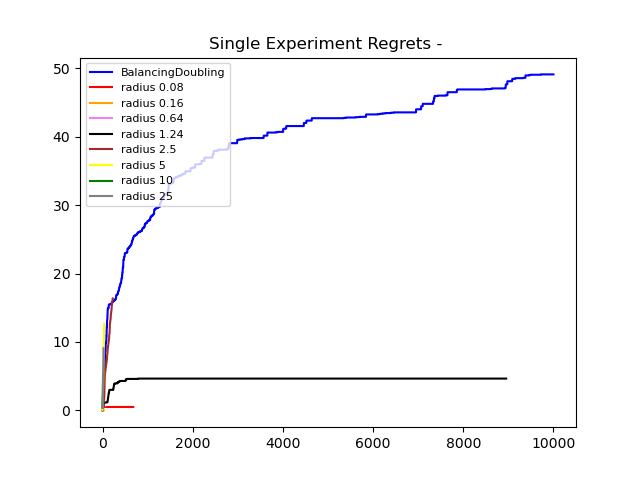 Single Experiment Regrets -
50
40
30
20
10
0
BalancingDoubling
radius 0.08
radius 0.16
radius 0.64
radius 1.24
radius 2.5
radius 5
radius 10
radius 25
0 2000 4000 6000 8000 10000